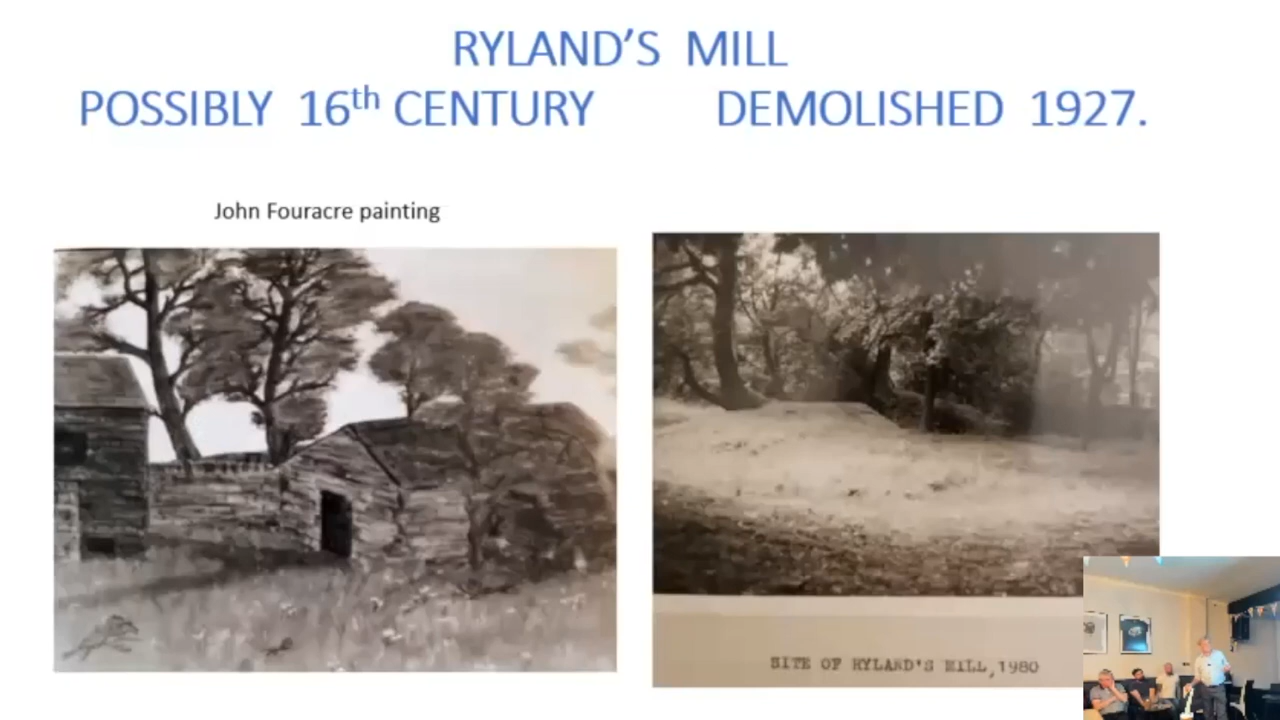 RYLAND’S MILL
POSSIBLY 16th CENTURY DEMOLISHED 1927.
John Fouracre painting
SITE OF RYLAND'S MILL, 1980